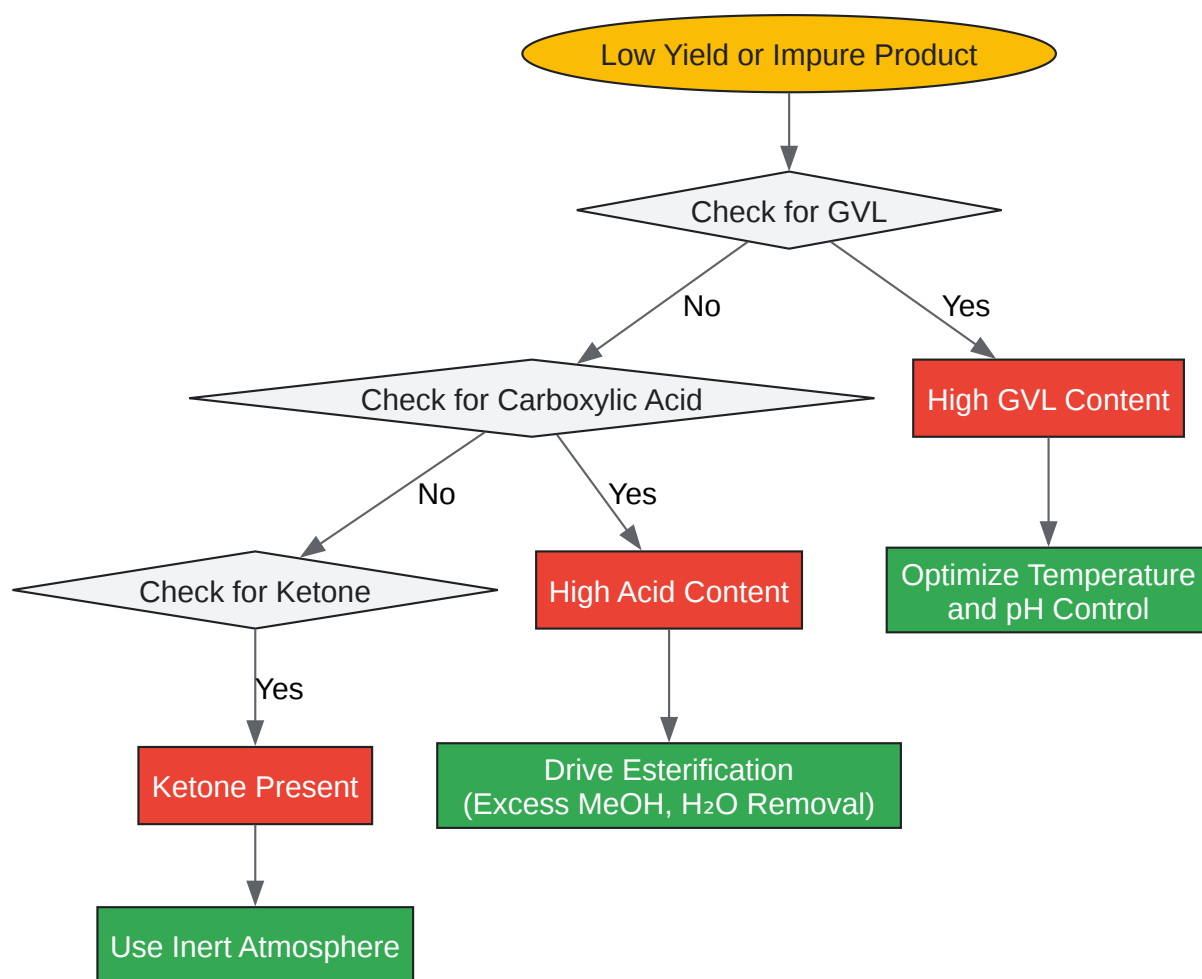 Low Yield or Impure Product
Check for GVL
No
Yes
Check for Carboxylic Acid
High GVL Content
No
Yes
Check for Ketone
High Acid Content
Optimize Temperature
and pH Control
Yes
Ketone Present
Drive Esterification
(Excess MeOH, H₂O Removal)
Use Inert Atmosphere